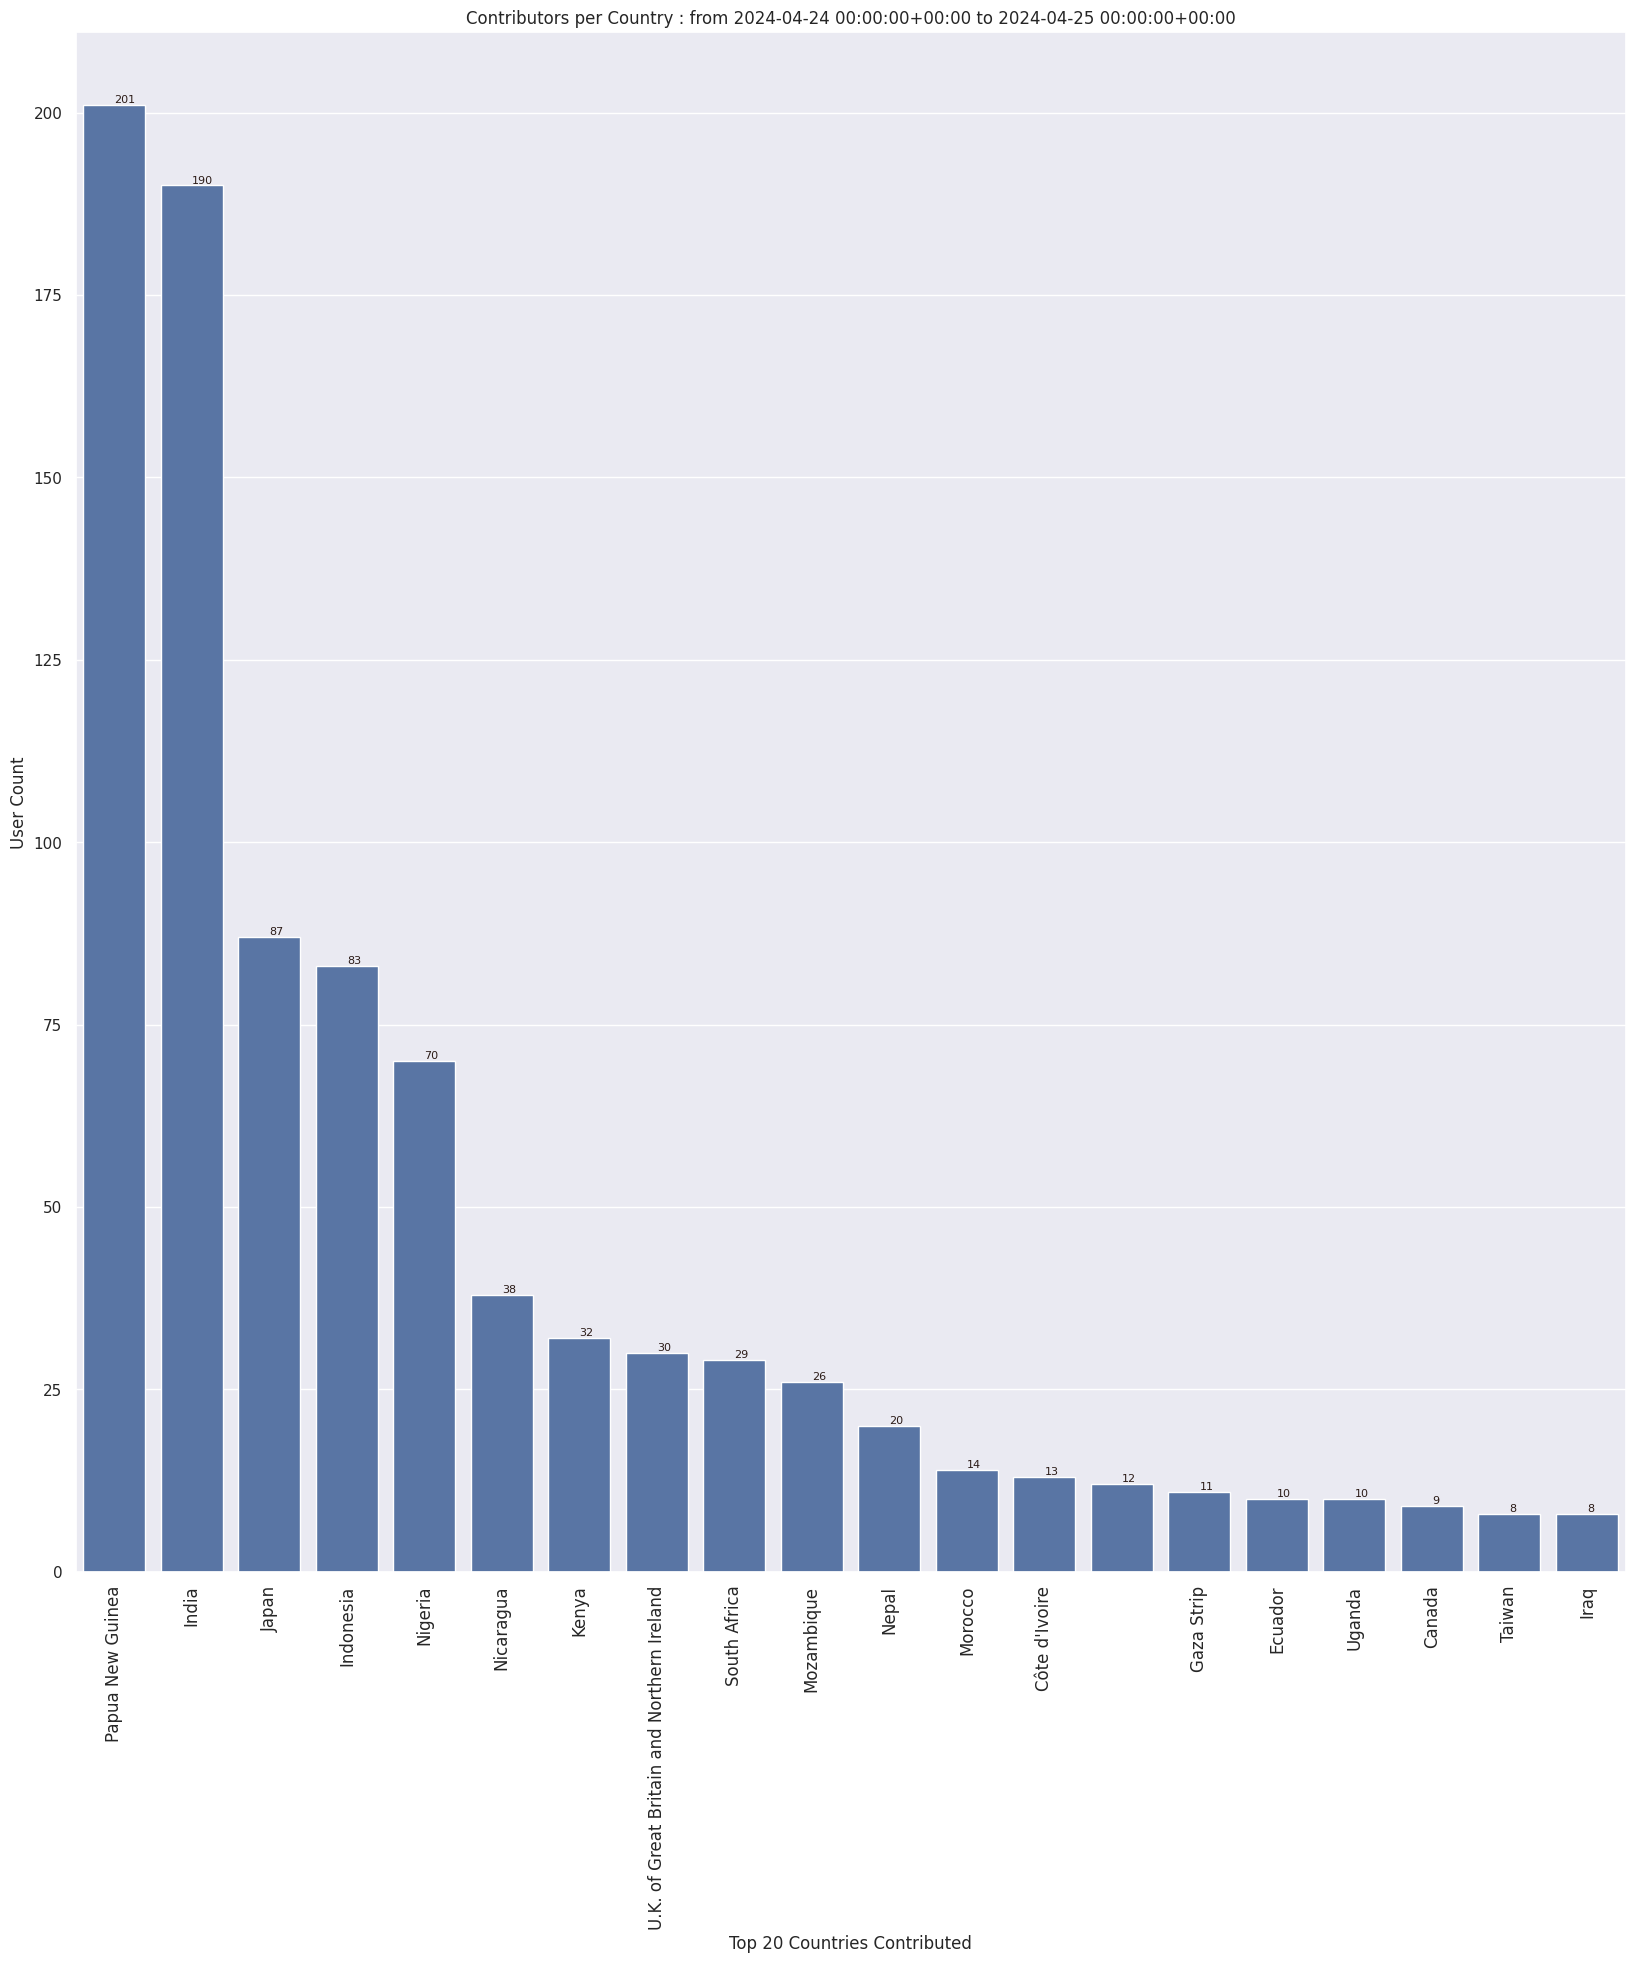 Contributors per Country : from 2024-04-24 00:00:00+00:00 to 2024-04-25 00:00:00+00:00
User Count
200
175
150
125
100
75
50
25
0
201
190
87
83
70
38
32
30
29
26
20
14
13
12
11
10
10
9
8
8
Papua New Guinea
India
Japan
Indonesia
Nigeria
Nicaragua
Kenya
U.K. of Great Britain and Northern Ireland
South Africa
Mozambique
Nepal
Morocco
Côte d'Ivoire
Gaza Strip
Ecuador
Uganda
Canada
Taiwan
Iraq
Top 20 Countries Contributed